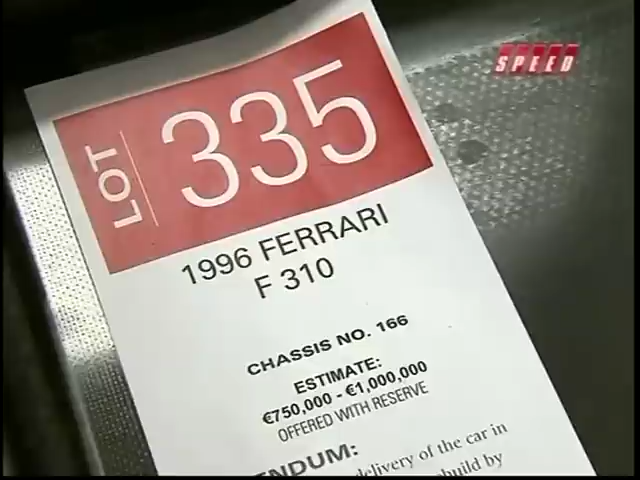 SPEED
LOT 335
1996 FERRARI
F 310
CHASSIS NO. 166
ESTIMATE:
€750,000 - €1,000,000
OFFERED WITH RESERVE
NDUM:
delivery of the car in
build by